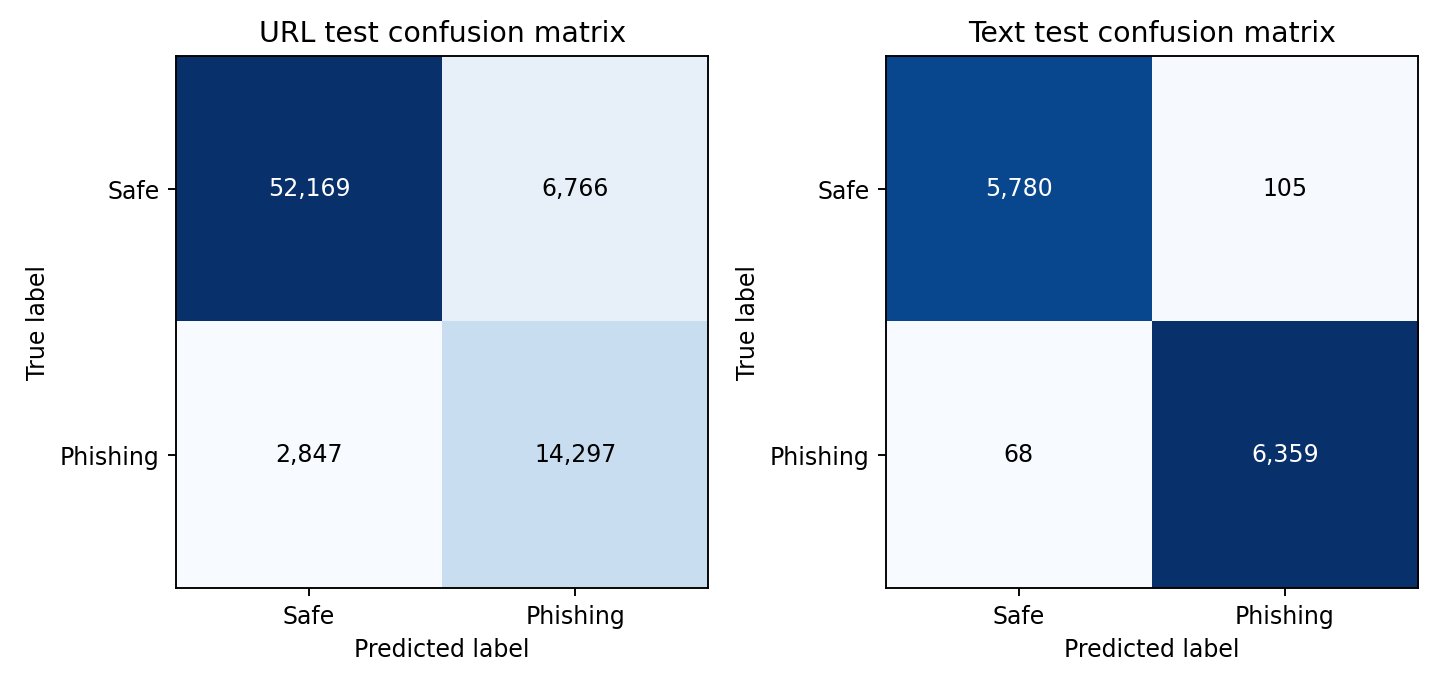 URL test confusion matrix
Safe
52,169
6,766
Phishing
2,847
14,297
True label
Safe
Phishing
Predicted label
Text test confusion matrix
Safe
5,780
105
Phishing
68
6,359
True label
Safe
Phishing
Predicted label